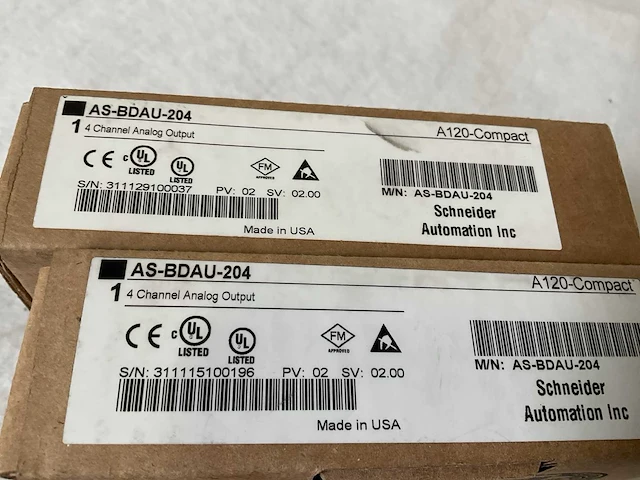 AS-BDAU-204
1 4 Channel Analog Output
A120-Compact
CE c UL LISTED UL LISTED FM APPROVED
S/N: 311129100037 PV: 02 SV: 02.00
M/N: AS-BDAU-204
Schneider
Automation Inc
Made in USA
AS-BDAU-204
1 4 Channel Analog Output
A120-Compact
CE c UL LISTED UL LISTED FM APPROVED
S/N: 311115100196 PV: 02 SV: 02.00
M/N: AS-BDAU-204
Schneider
Automation Inc
Made in USA